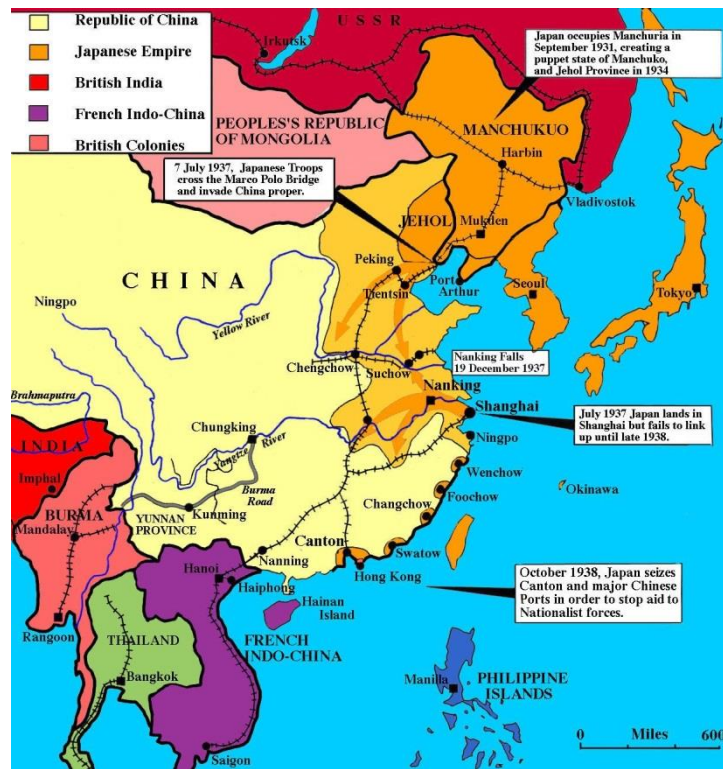 Republic of China
Japanese Empire
British India
French Indo-China
British Colonies
USSR
Irkutsk
Japan occupies Manchuria in
September 1931, creating a
puppet state of Manchuko,
and Jehol Province in 1934
PEOPLES'S REPUBLIC
OF MONGOLIA
MANCHUKUO
Harbin
7 July 1937, Japanese Troops
cross the Marco Polo Bridge
and invade China proper.
Vladivostok
JEHOL
Mukden
Peking
CHINA
Tientsin
Port
Arthur
Seoul
Tokyo
Ningpo
Yellow River
Chengchow
Suchow
Nanking Falls
19 December 1937
Nanking
Brahmaputra
Shanghai
July 1937 Japan lands in
Shanghai but fails to link
up until late 1938.
Chungking
Ningpo
INDIA
Yangtze River
Imphal
Wenchow
Okinawa
Burma
Road
BURMA
YUNNAN
PROVINCE
Kunming
Changchow
Foochow
Mandalay
Canton
Nanning
Swatow
Hanoi
Haiphong
Hong Kong
October 1938, Japan seizes
Canton and major Chinese
Ports in order to stop aid to
Nationalist forces.
Hainan
Island
Rangoon
THAILAND
FRENCH
INDO-CHINA
Bangkok
Manilla
PHILIPPINE
ISLANDS
Saigon
0 Miles 600